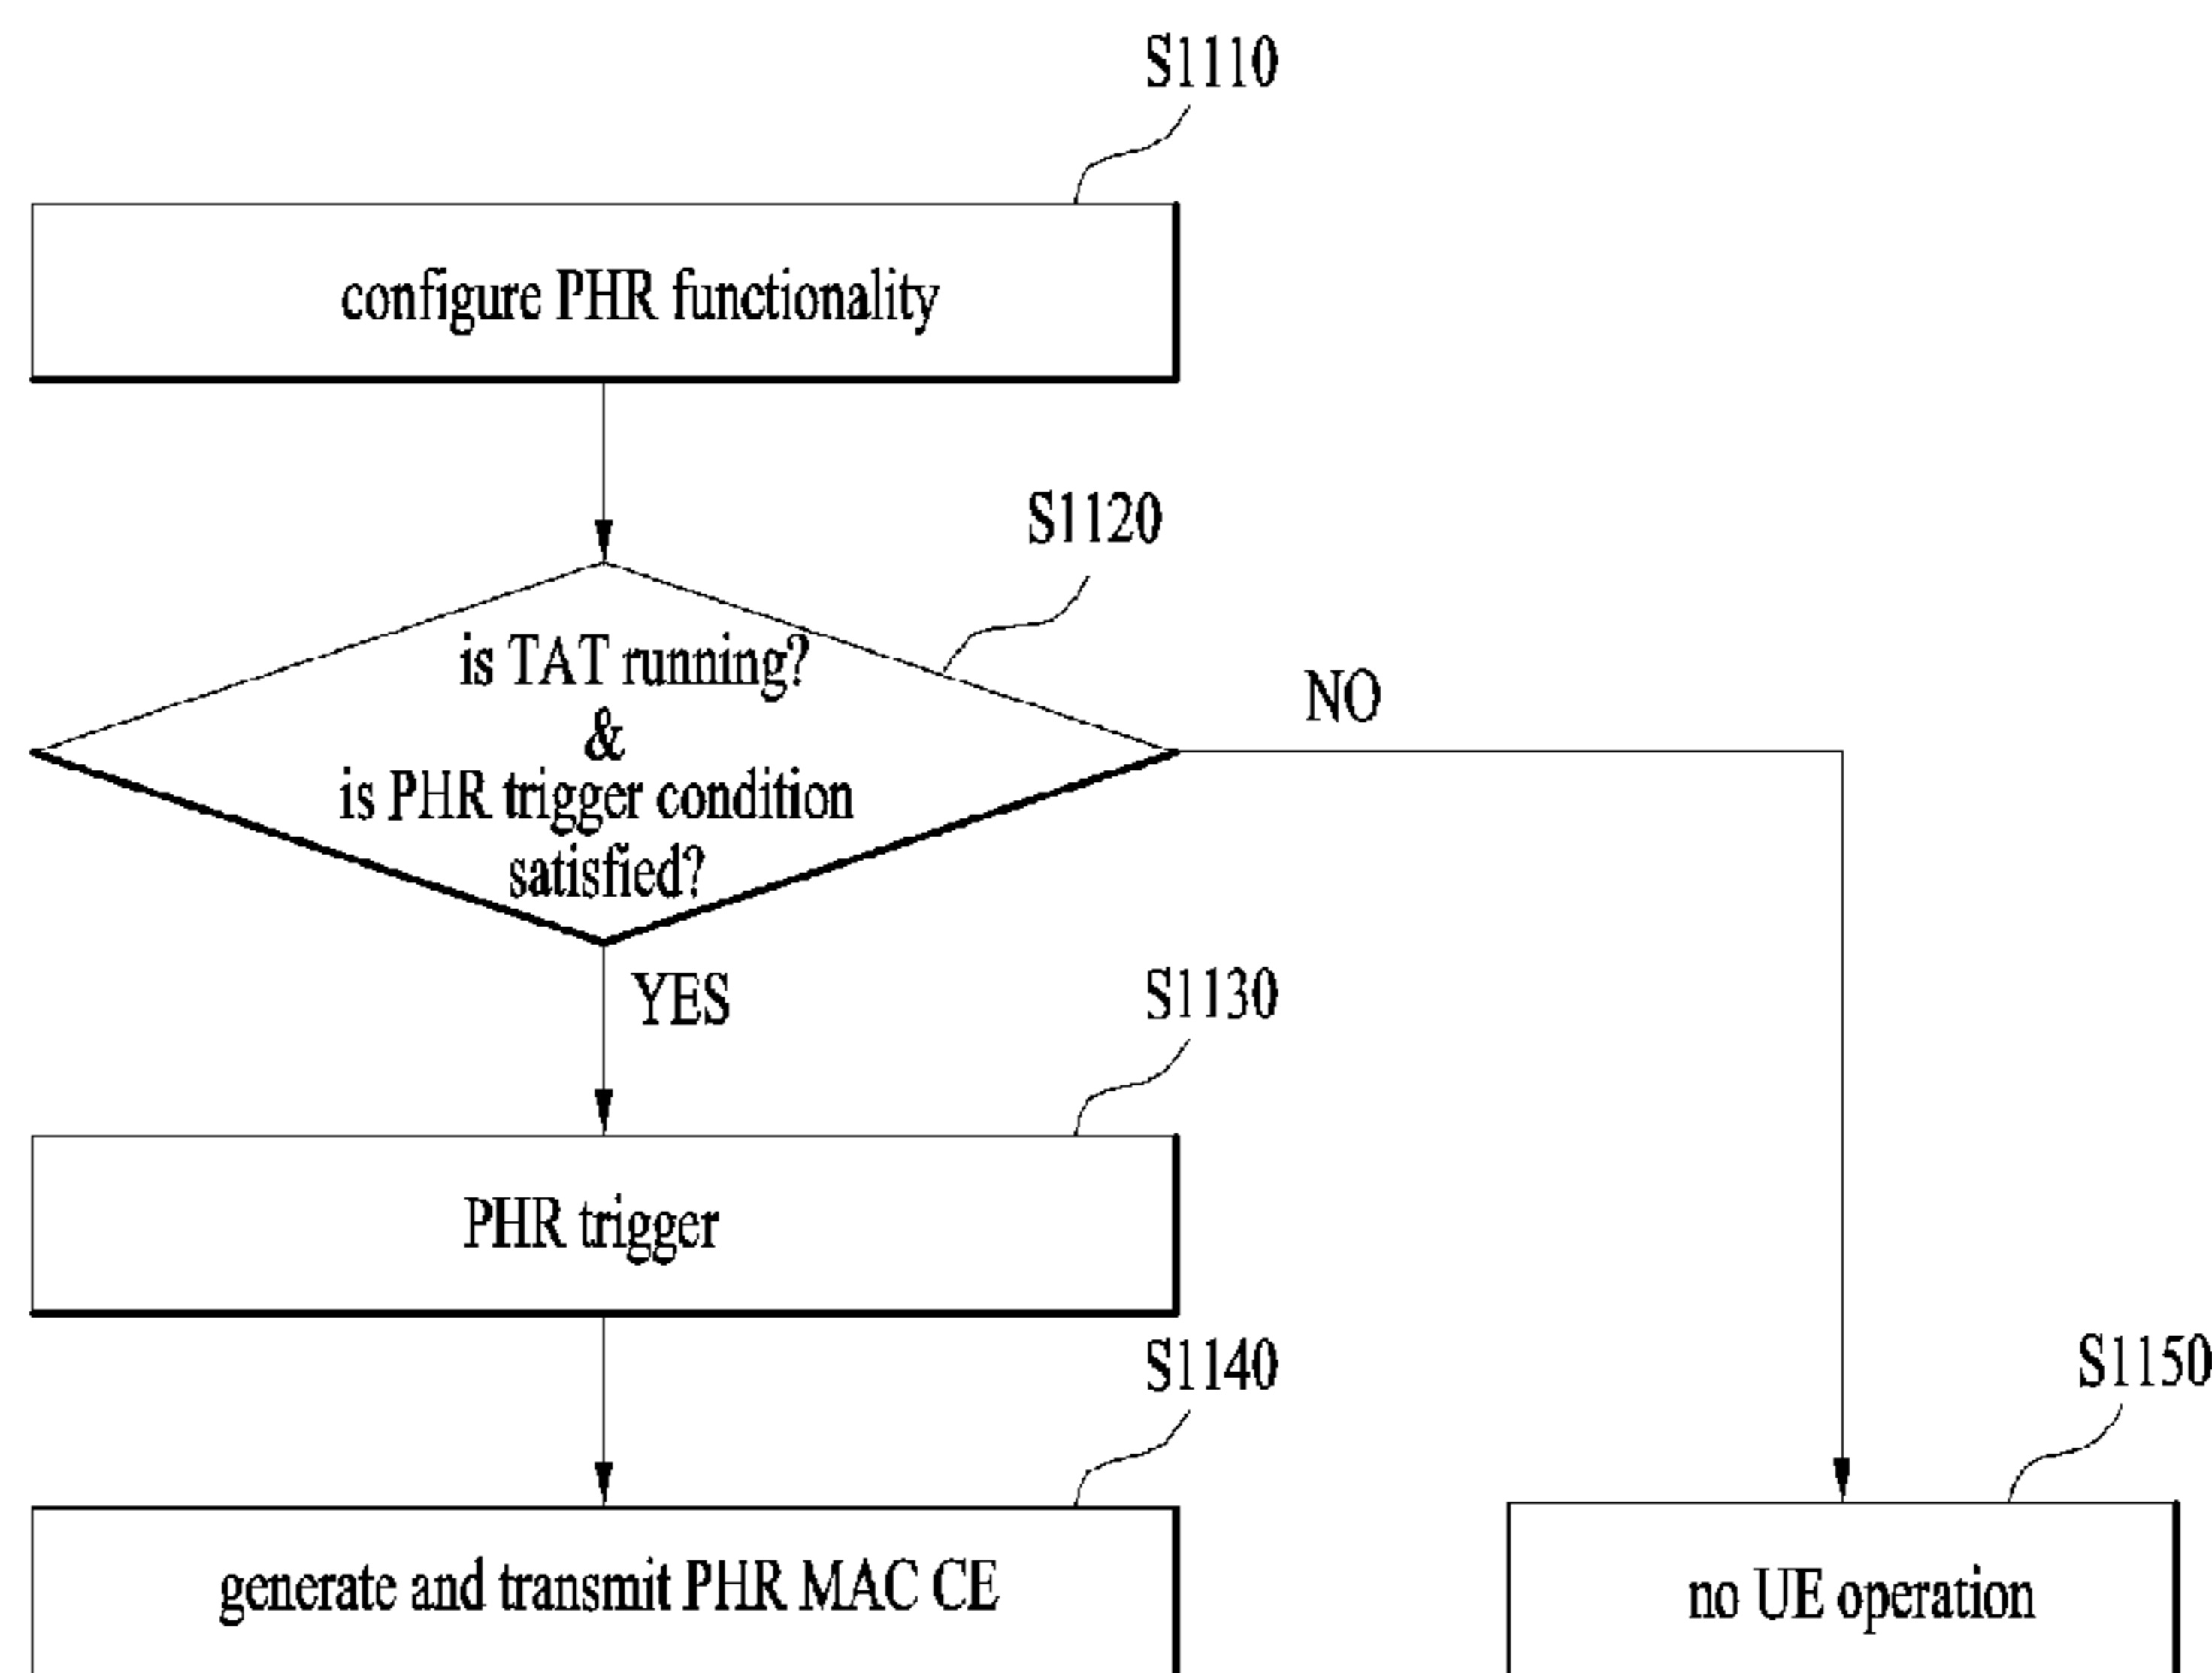 S1110
configure PHR functionality
S1120
is TAT running?
&
is PHR trigger condition
satisfied?
NO
YES
S1130
PHR trigger
S1140
generate and transmit PHR MAC CE
S1150
no UE operation